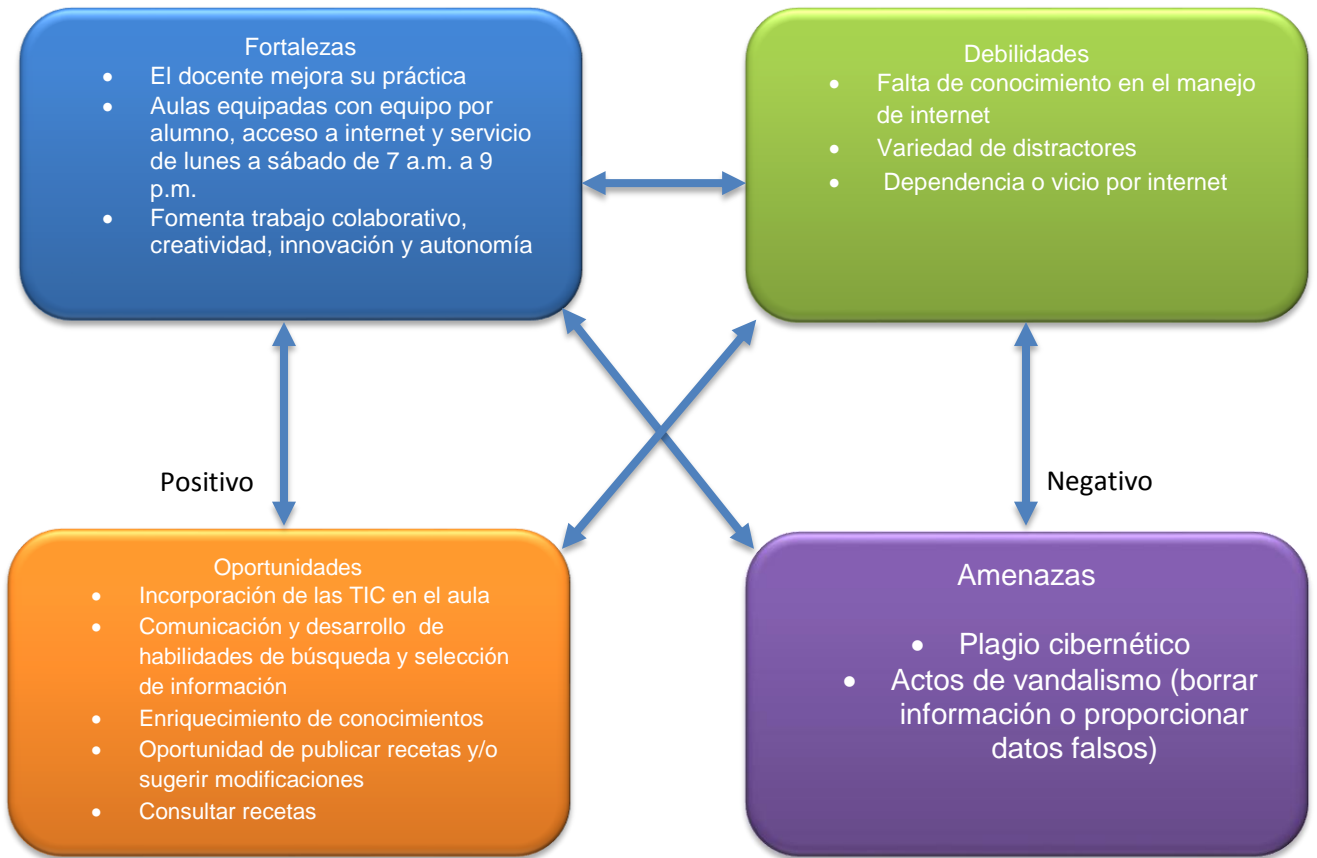 Fortalezas
• El docente mejora su práctica
• Aulas equipadas con equipo por
alumno, acceso a internet y servicio
de lunes a sábado de 7 a.m. a 9
p.m.
• Fomenta trabajo colaborativo,
creatividad, innovación y autonomía
Debilidades
• Falta de conocimiento en el manejo
de internet
• Variedad de distractores
• Dependencia o vicio por internet
Positivo
Negativo
Oportunidades
• Incorporación de las TIC en el aula
• Comunicación y desarrollo de
habilidades de búsqueda y selección
de información
• Enriquecimiento de conocimientos
• Oportunidad de publicar recetas y/o
sugerir modificaciones
• Consultar recetas
Amenazas
• Plagio cibernético
• Actos de vandalismo (borrar
información o proporcionar
datos falsos)